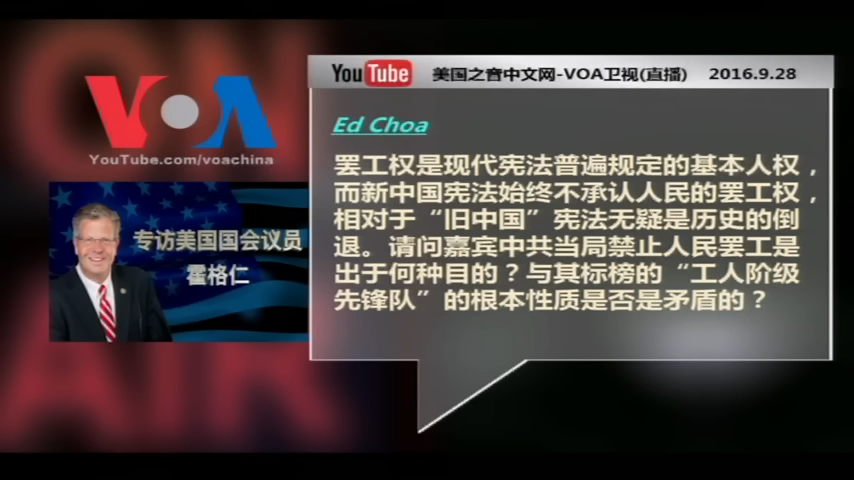 ON
VOA
YouTube.com/voachina
专访美国国会议员
霍格仁
AIR
YouTube 美国之音中文网-VOA卫视(直播) 2016.9.28
Ed Choa
罢工权是现代宪法普遍规定的基本人权，
而新中国宪法始终不承认人民的罢工权，
相对于“旧中国”宪法无疑是历史的倒
退。请问嘉宾中共当局禁止人民罢工是
出于何种目的？与其标榜的“工人阶级
先锋队”的根本性质是否是矛盾的？